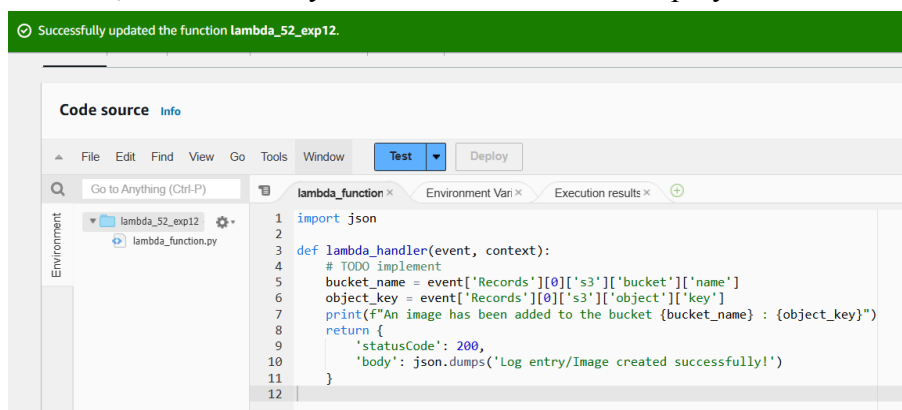 Successfully updated the function lambda_52_exp12.
Code source Info
File Edit Find View Go Tools Window Test Deploy
Go to Anything (Ctrl-P)
lambda_function Environment Vari Execution results
Environment
lambda_52_exp12
lambda_function.py
1 import json
2
3 def lambda_handler(event, context):
4 # TODO implement
5 bucket_name = event['Records'][0]['s3']['bucket']['name']
6 object_key = event['Records'][0]['s3']['object']['key']
7 print(f"An image has been added to the bucket {bucket_name} : {object_key}")
8 return {
9 'statusCode': 200,
10 'body': json.dumps('Log entry/Image created successfully!')
11 }
12